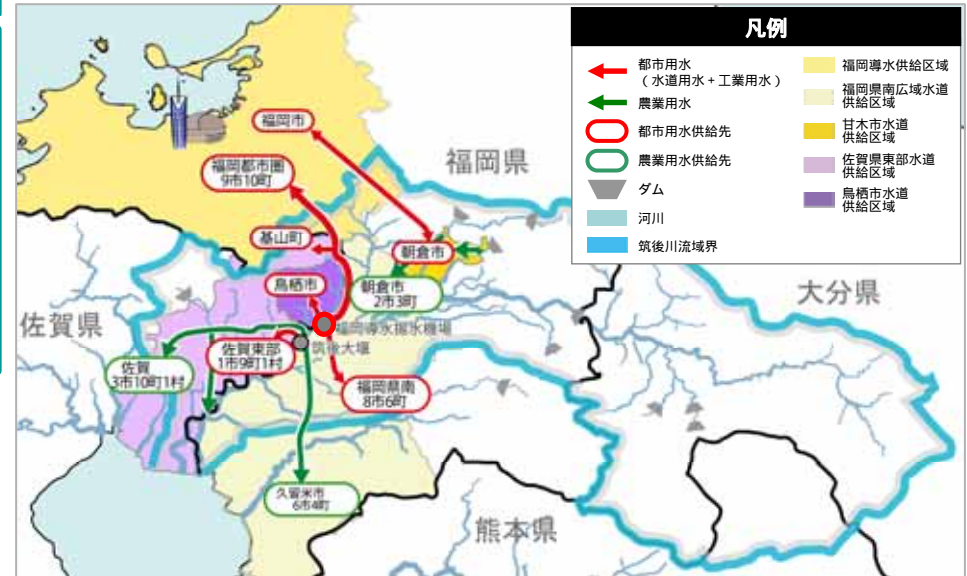 凡例
都市用水
（水道用水+工業用水）
農業用水
都市用水供給先
農業用水供給先
ダム
河川
筑後川流域界
福岡導水供給区域
福岡県南広域水道
供給区域
甘木市水道
供給区域
佐賀県東部水道
供給区域
鳥栖市水道
供給区域
福岡市
福岡都市圏
9市10町
福岡県
基山町
朝倉市
鳥栖市
朝倉市
2市3町
大分県
佐賀県
福岡導水揚水機場
筑後大堰
佐賀東部
1市9町1村
佐賀
3市10町1村
福岡県南
8市6町
久留米市
6市4町
熊本県